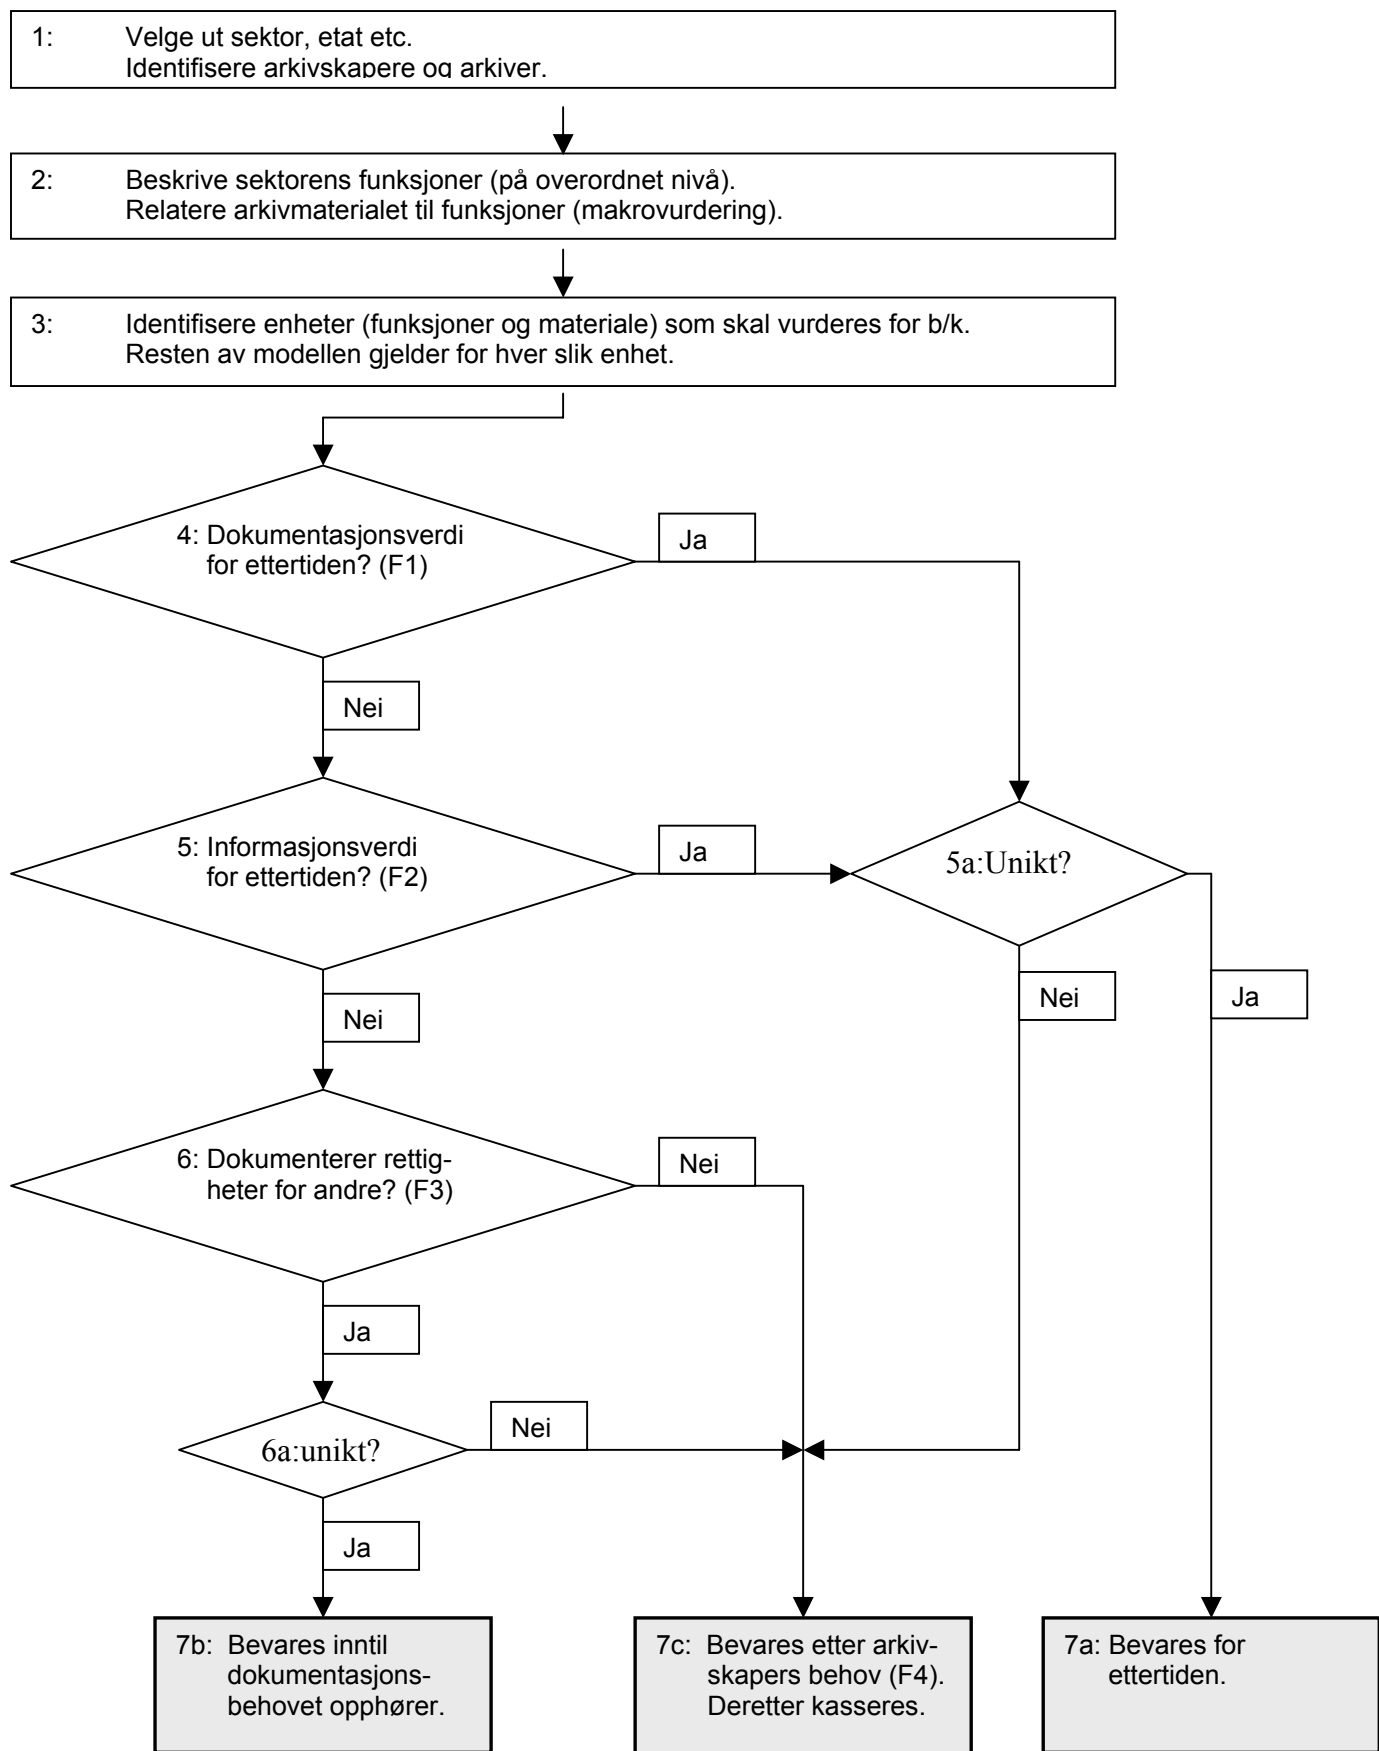 1: Velge ut sektor, etat etc.
Identifisere arkivskapere og arkiver.
2: Beskrive sektorens funksjoner (på overordnet nivå).
Relatere arkivmaterialet til funksjoner (makrovurdering).
3: Identifisere enheter (funksjoner og materiale) som skal vurderes for b/k.
Resten av modellen gjelder for hver slik enhet.
4: Dokumentasjonsverdi
for ettertiden? (F1)
Ja
Nei
5: Informasjonsverdi
for ettertiden? (F2)
Ja
5a:Unikt?
Nei
Nei
Ja
6: Dokumenterer rettig-
heter for andre? (F3)
Nei
Ja
6a:unikt?
Nei
Ja
7b: Bevares inntil
dokumentasjons-
behovet opphører.
7c: Bevares etter arkiv-
skapers behov (F4).
Deretter kasseres.
7a: Bevares for
ettertiden.